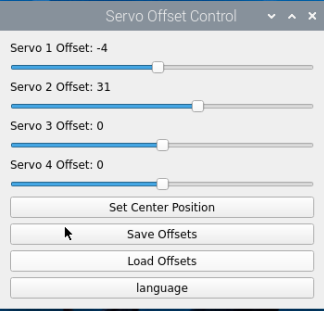 Servo Offset Control
Servo 1 Offset: -4
Servo 2 Offset: 31
Servo 3 Offset: 0
Servo 4 Offset: 0
Set Center Position
Save Offsets
Load Offsets
language